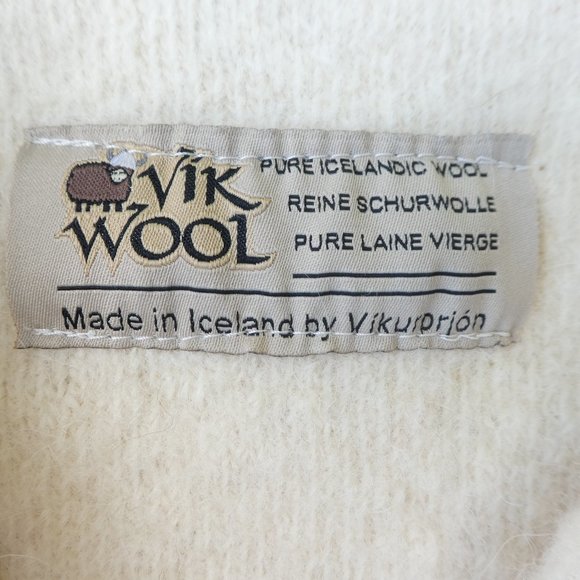 Vík
WOOL
PURE ICELANDIC WOOL
REINE SCHURWOLLE
PURE LAINE VIERGE
Made in Iceland by Víkurprjón